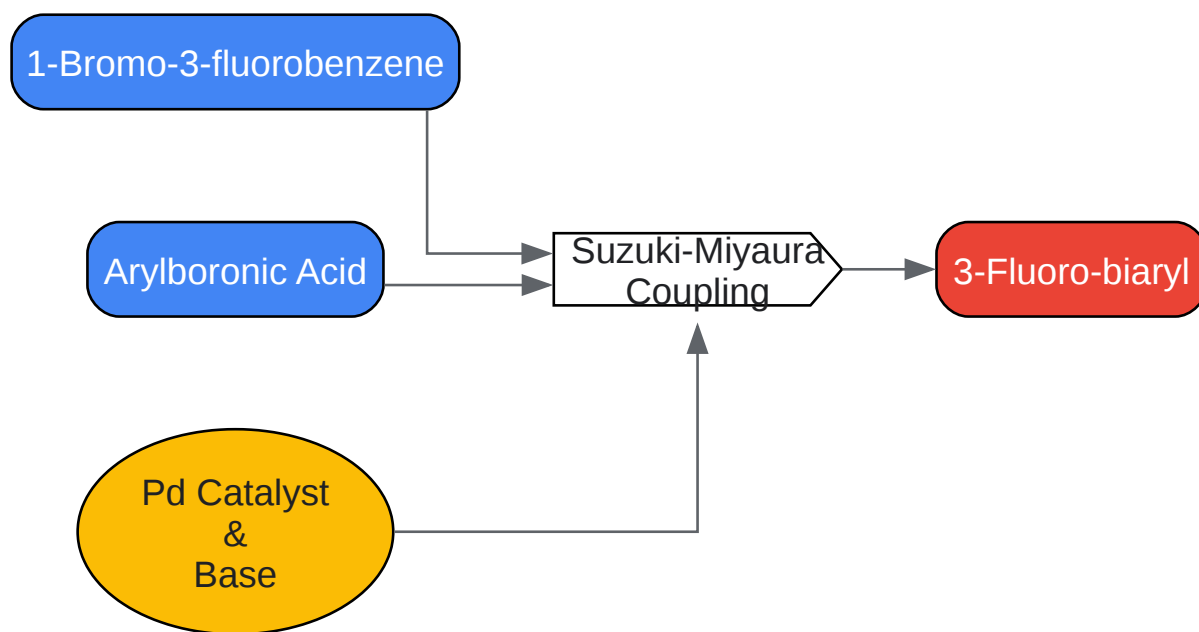 1-Bromo-3-fluorobenzene
Arylboronic Acid
Suzuki-Miyaura
Coupling
3-Fluoro-biaryl
Pd Catalyst
&
Base